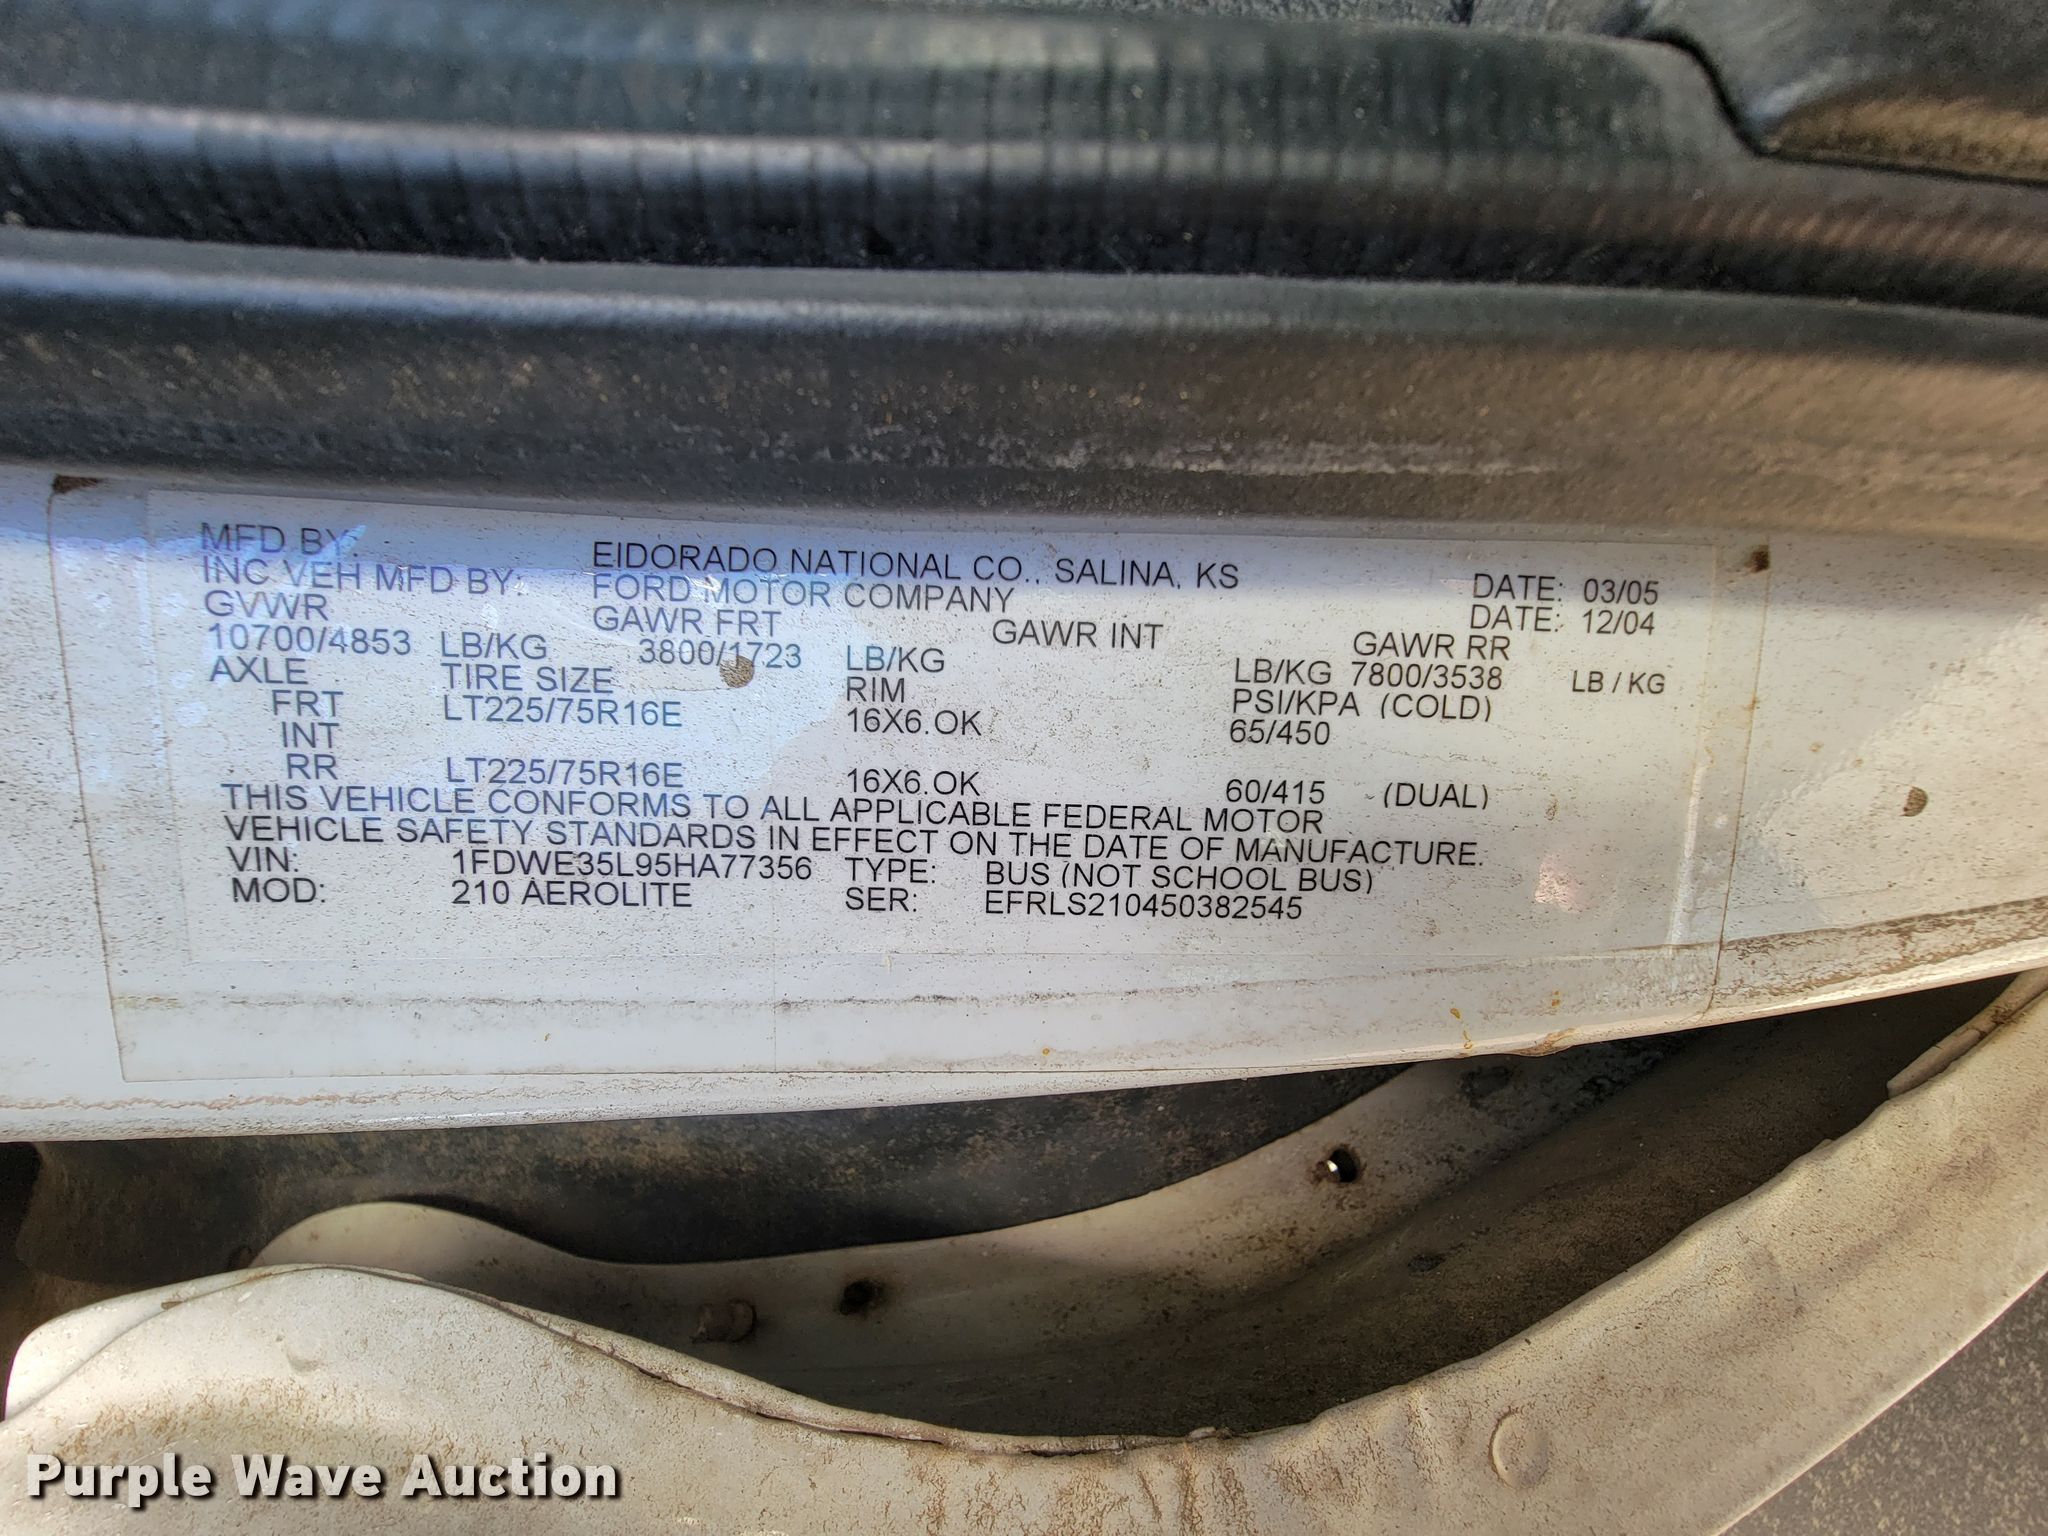 MFD BY: EIDORADO NATIONAL CO., SALINA, KS DATE: 03/05
INC VEH MFD BY: FORD MOTOR COMPANY DATE: 12/04
GVWR GAWR FRT GAWR INT GAWR RR
10700/4853 LB/KG 3800/1723 LB/KG LB/KG 7800/3538 LB / KG
AXLE TIRE SIZE RIM PSI/KPA (COLD)
FRT LT225/75R16E 16X6.OK 65/450
INT
RR LT225/75R16E 16X6.OK 60/415 (DUAL)
THIS VEHICLE CONFORMS TO ALL APPLICABLE FEDERAL MOTOR
VEHICLE SAFETY STANDARDS IN EFFECT ON THE DATE OF MANUFACTURE.
VIN: 1FDWE35L95HA77356 TYPE: BUS (NOT SCHOOL BUS)
MOD: 210 AEROLITE SER: EFRLS210450382545
Purple Wave Auction